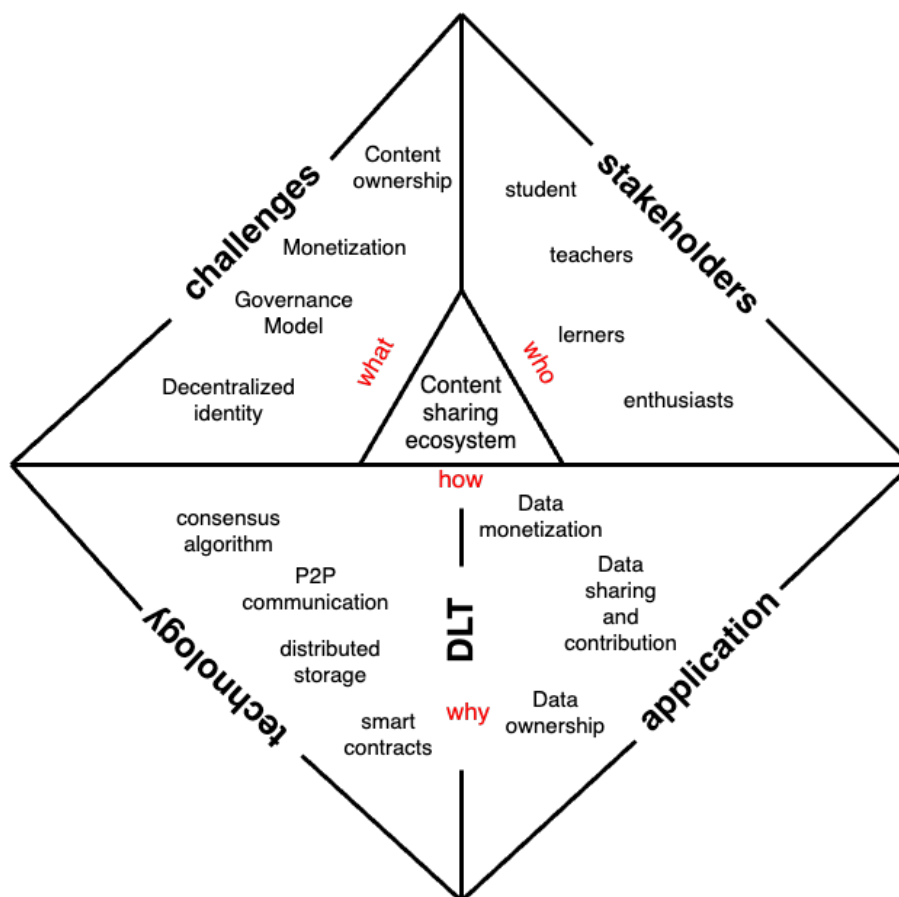 challenges
Content
ownership
Monetization
Governance
Model
Decentralized
identity
what
stakeholders
student
teachers
lerners
enthusiasts
who
Content
sharing
ecosystem
how
technology
consensus
algorithm
P2P
communication
distributed
storage
smart
contracts
DLT
why
application
Data
monetization
Data
sharing
and
contribution
Data
ownership